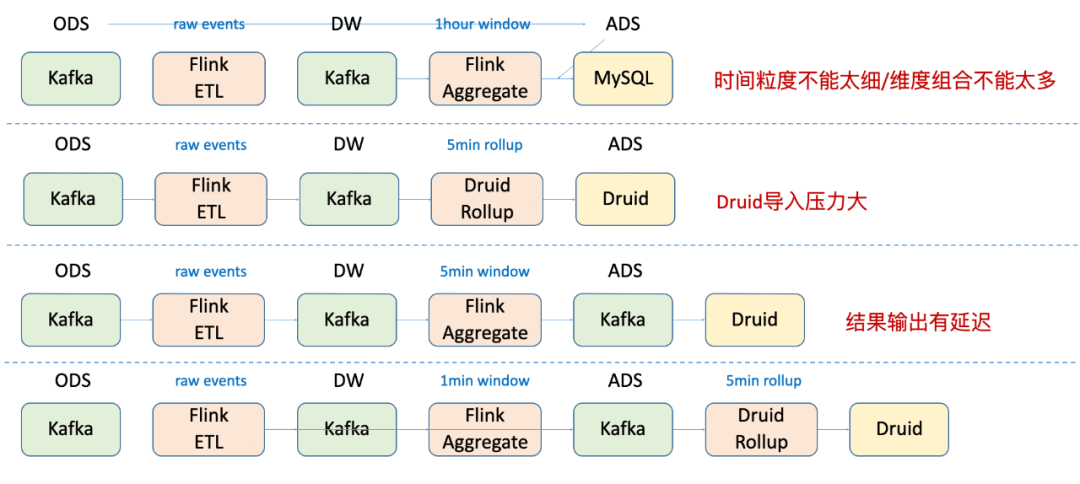 ODS raw events DW 1hour window ADS
Kafka Flink ETL Kafka Flink Aggregate MySQL 时间粒度不能太细/维度组合不能太多
ODS raw events DW 5min rollup ADS
Kafka Flink ETL Kafka Druid Rollup Druid Druid导入压力大
ODS raw events DW 5min window ADS
Kafka Flink ETL Kafka Flink Aggregate Kafka Druid 结果输出有延迟
ODS raw events DW 1min window ADS 5min rollup
Kafka Flink ETL Kafka Flink Aggregate Kafka Druid Rollup Druid